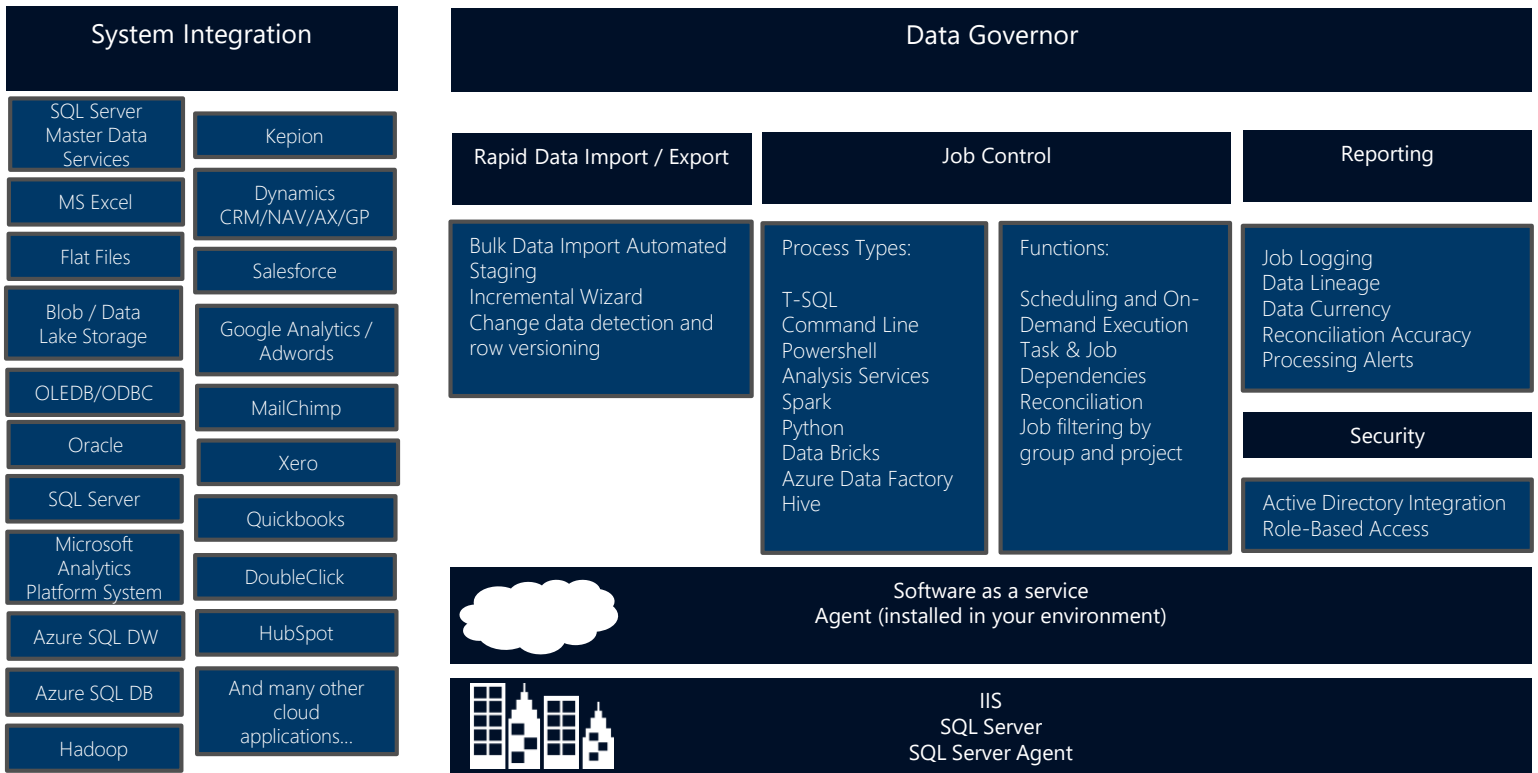 System Integration
SQL Server
Master Data
Services
MS Excel
Flat Files
Blob / Data
Lake Storage
OLEDB/ODBC
Oracle
SQL Server
Microsoft
Analytics
Platform System
Azure SQL DW
Azure SQL DB
Hadoop
Kepion
Dynamics
CRM/NAV/AX/GP
Salesforce
Google Analytics /
Adwords
MailChimp
Xero
Quickbooks
DoubleClick
HubSpot
And many other
cloud
applications...
Data Governor
Rapid Data Import / Export
Bulk Data Import Automated
Staging
Incremental Wizard
Change data detection and
row versioning
Job Control
Process Types:
T-SQL
Command Line
Powershell
Analysis Services
Spark
Python
Data Bricks
Azure Data Factory
Hive
Functions:
Scheduling and On-
Demand Execution
Task & Job
Dependencies
Reconciliation
Job filtering by
group and project
Reporting
Job Logging
Data Lineage
Data Currency
Reconciliation Accuracy
Processing Alerts
Security
Active Directory Integration
Role-Based Access
Software as a service
Agent (installed in your environment)
IIS
SQL Server
SQL Server Agent